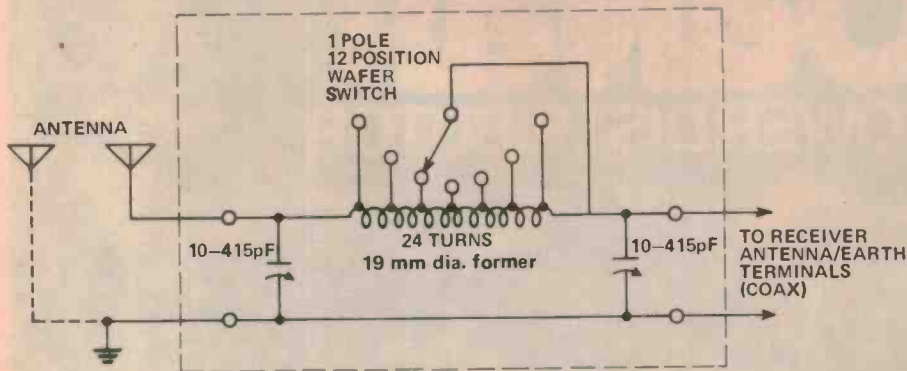 1 POLE
12 POSITION
WAFER
SWITCH
ANTENNA
10–415pF
24 TURNS
19 mm dia. former
10–415pF
TO RECEIVER
ANTENNA/EARTH
TERMINALS
(COAX)